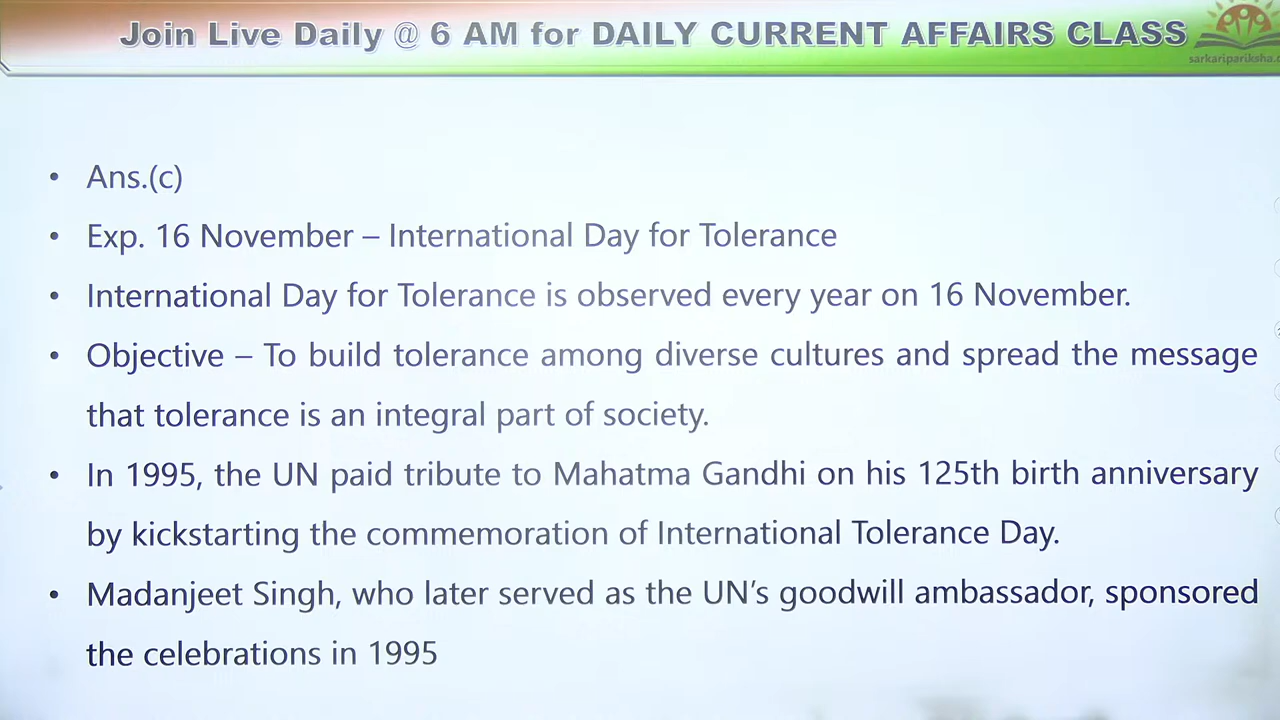 Join Live Daily @ 6 AM for DAILY CURRENT AFFAIRS CLASS
• Ans.(c)
• Exp. 16 November – International Day for Tolerance
• International Day for Tolerance is observed every year on 16 November.
• Objective – To build tolerance among diverse cultures and spread the message
that tolerance is an integral part of society.
• In 1995, the UN paid tribute to Mahatma Gandhi on his 125th birth anniversary
by kickstarting the commemoration of International Tolerance Day.
• Madanjeet Singh, who later served as the UN’s goodwill ambassador, sponsored
the celebrations in 1995